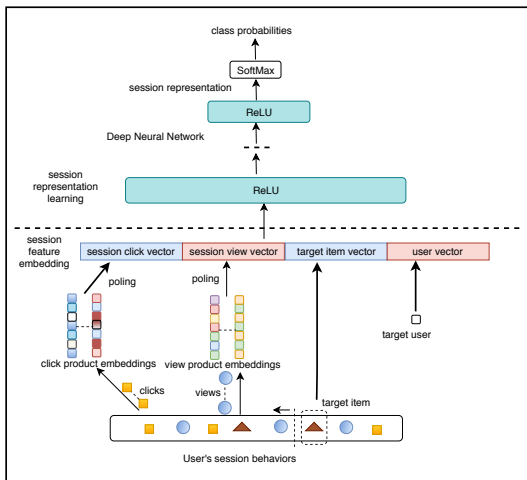 class probabilities
SoftMax
session representation
ReLU
Deep Neural Network
session
representation
learning
ReLU
session
feature
embedding
session click vector
session view vector
target item vector
user vector
poling
poling
target user
click product embeddings
view product embeddings
clicks
views
target item
User's session behaviors